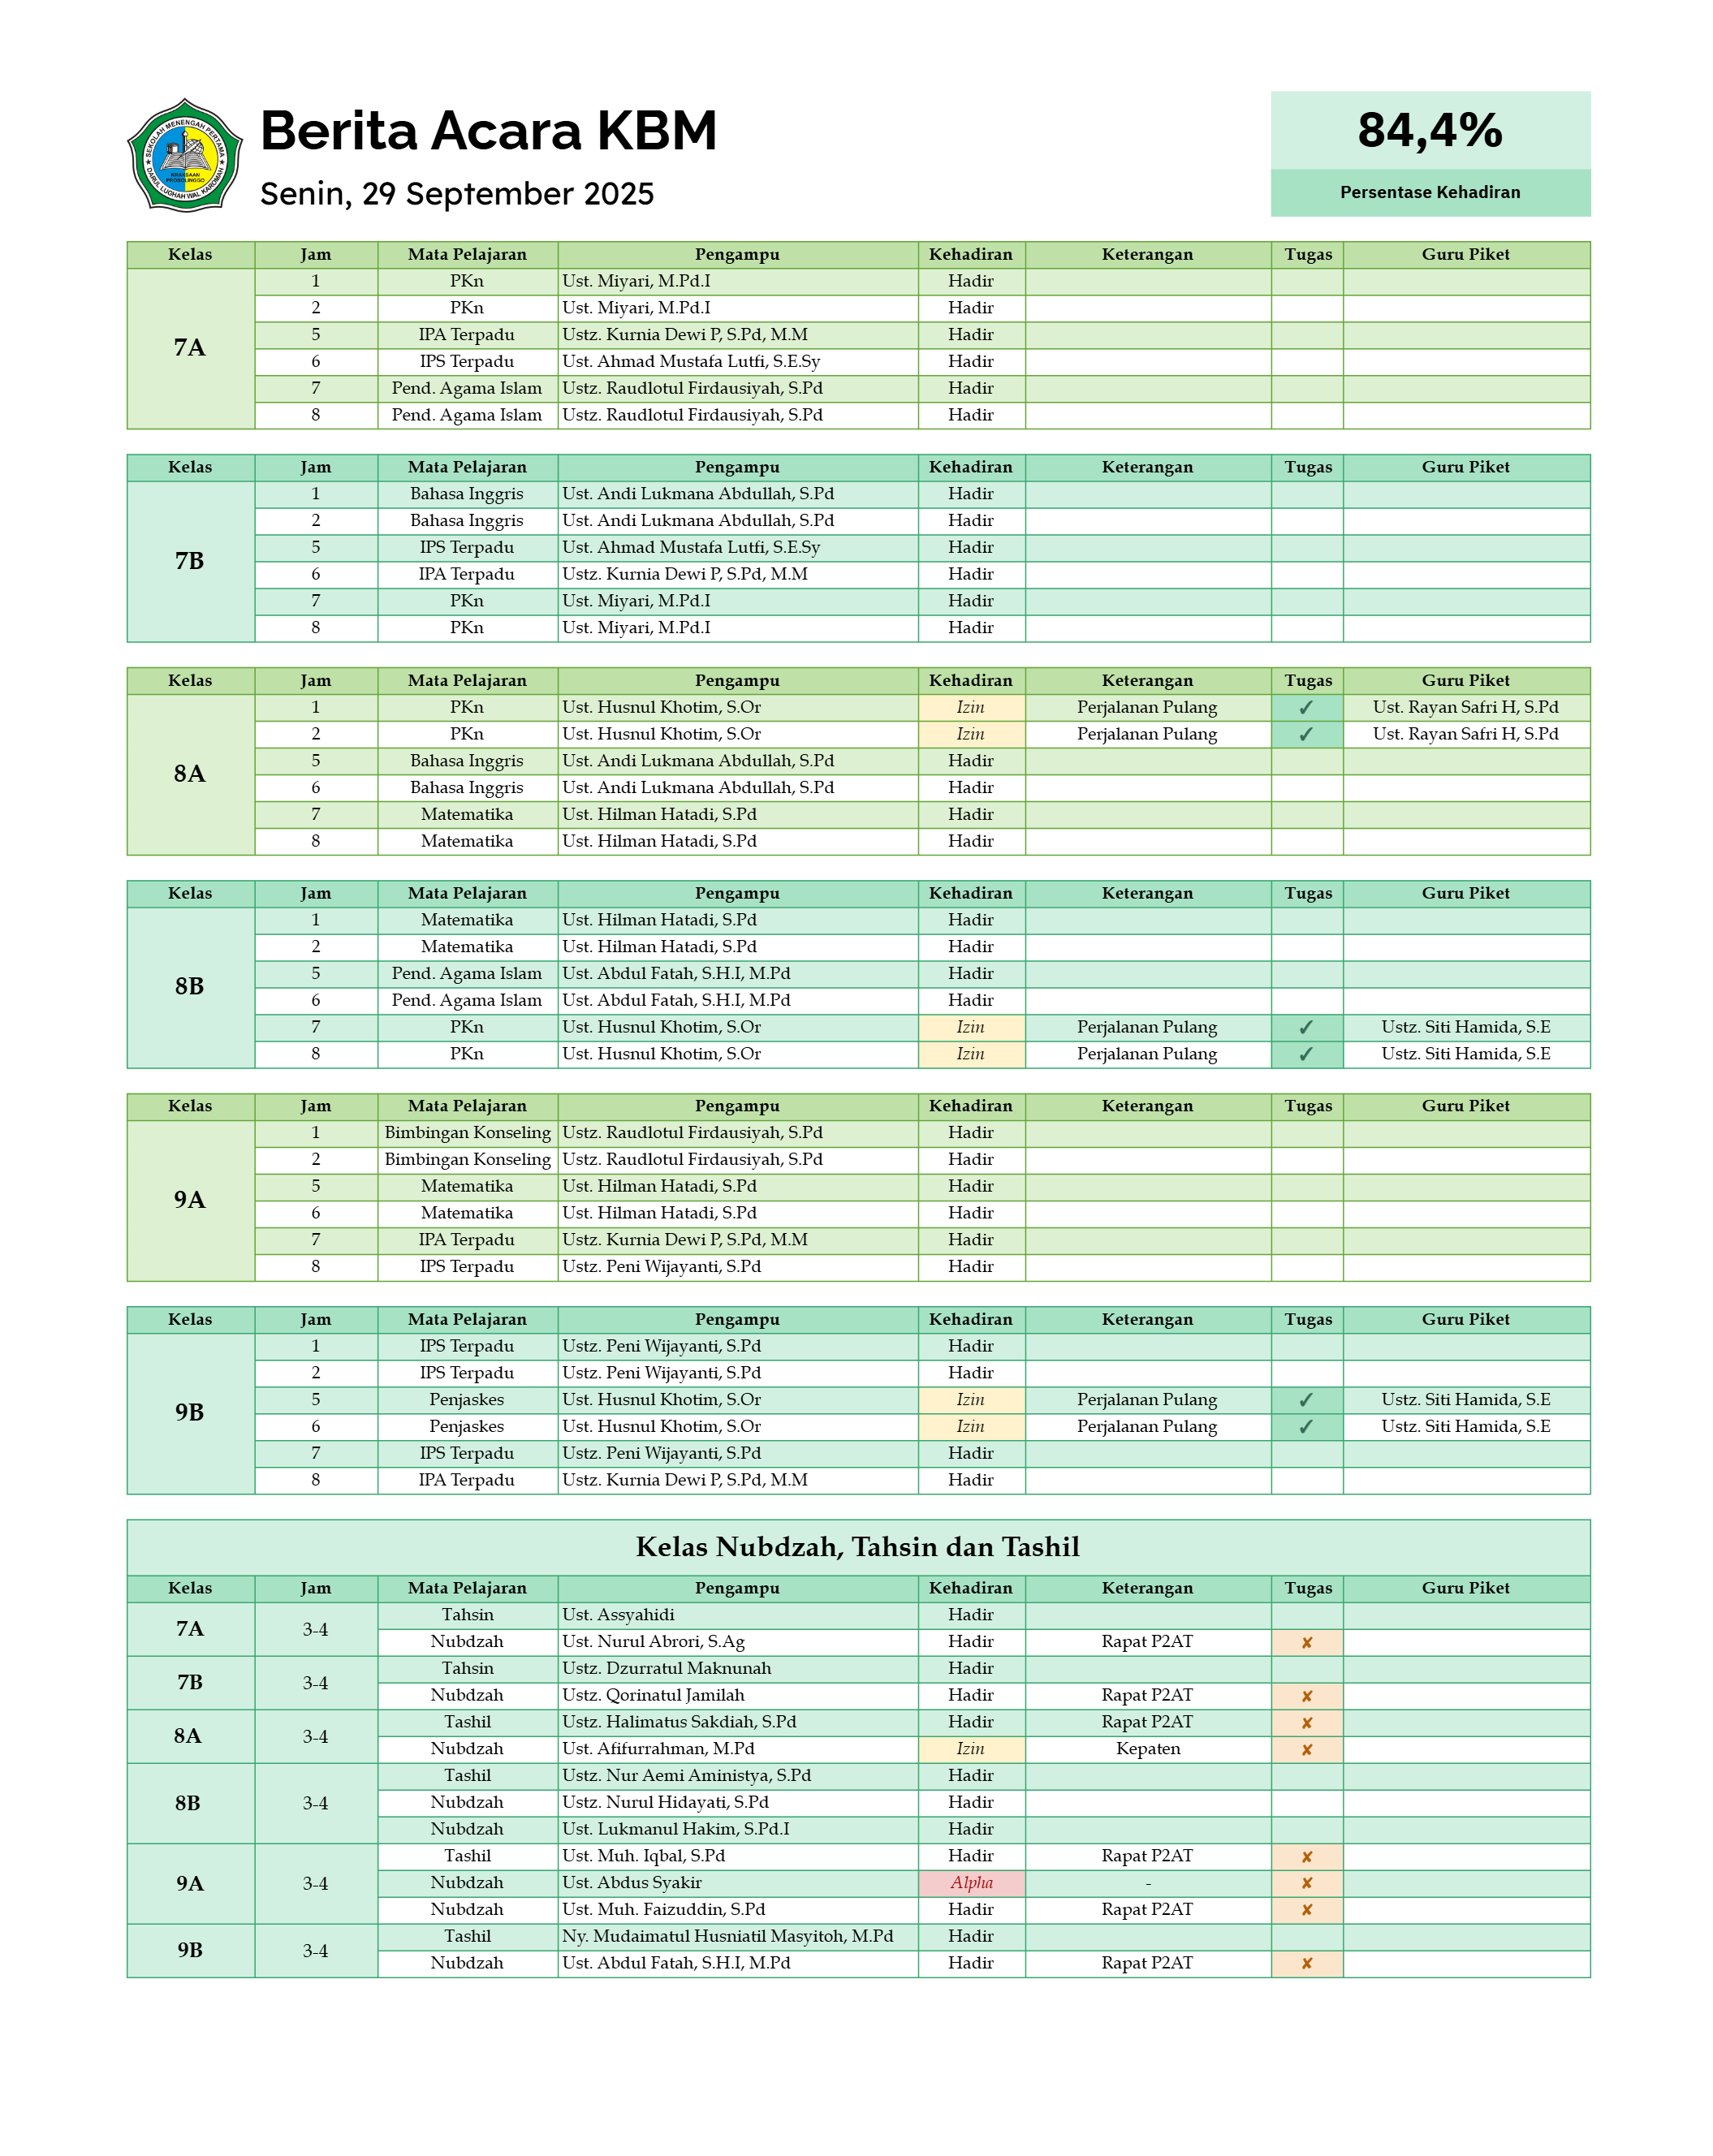 SEKOLAH MENENGAH PERTAMA
KRAKSAAN
PROBOLINGGO
DARUL LUGHAH WAL KAROMAH
Berita Acara KBM
Senin, 29 September 2025
84,4%
Persentase Kehadiran
Kelas Jam Mata Pelajaran Pengampu Kehadiran Keterangan Tugas Guru Piket
7A
1 PKn Ust. Miyari, M.Pd.I Hadir
2 PKn Ust. Miyari, M.Pd.I Hadir
5 IPA Terpadu Ustz. Kurnia Dewi P, S.Pd, M.M Hadir
6 IPS Terpadu Ust. Ahmad Mustafa Lutfi, S.E.Sy Hadir
7 Pend. Agama Islam Ustz. Raudlotul Firdausiyah, S.Pd Hadir
8 Pend. Agama Islam Ustz. Raudlotul Firdausiyah, S.Pd Hadir
Kelas Jam Mata Pelajaran Pengampu Kehadiran Keterangan Tugas Guru Piket
7B
1 Bahasa Inggris Ust. Andi Lukmana Abdullah, S.Pd Hadir
2 Bahasa Inggris Ust. Andi Lukmana Abdullah, S.Pd Hadir
5 IPS Terpadu Ust. Ahmad Mustafa Lutfi, S.E.Sy Hadir
6 IPA Terpadu Ustz. Kurnia Dewi P, S.Pd, M.M Hadir
7 PKn Ust. Miyari, M.Pd.I Hadir
8 PKn Ust. Miyari, M.Pd.I Hadir
Kelas Jam Mata Pelajaran Pengampu Kehadiran Keterangan Tugas Guru Piket
8A
1 PKn Ust. Husnul Khotim, S.Or Izin Perjalanan Pulang ✓ Ust. Rayan Safri H, S.Pd
2 PKn Ust. Husnul Khotim, S.Or Izin Perjalanan Pulang ✓ Ust. Rayan Safri H, S.Pd
5 Bahasa Inggris Ust. Andi Lukmana Abdullah, S.Pd Hadir
6 Bahasa Inggris Ust. Andi Lukmana Abdullah, S.Pd Hadir
7 Matematika Ust. Hilman Hatadi, S.Pd Hadir
8 Matematika Ust. Hilman Hatadi, S.Pd Hadir
Kelas Jam Mata Pelajaran Pengampu Kehadiran Keterangan Tugas Guru Piket
8B
1 Matematika Ust. Hilman Hatadi, S.Pd Hadir
2 Matematika Ust. Hilman Hatadi, S.Pd Hadir
5 Pend. Agama Islam Ust. Abdul Fatah, S.H.I, M.Pd Hadir
6 Pend. Agama Islam Ust. Abdul Fatah, S.H.I, M.Pd Hadir
7 PKn Ust. Husnul Khotim, S.Or Izin Perjalanan Pulang ✓ Ustz. Siti Hamida, S.E
8 PKn Ust. Husnul Khotim, S.Or Izin Perjalanan Pulang ✓ Ustz. Siti Hamida, S.E
Kelas Jam Mata Pelajaran Pengampu Kehadiran Keterangan Tugas Guru Piket
9A
1 Bimbingan Konseling Ustz. Raudlotul Firdausiyah, S.Pd Hadir
2 Bimbingan Konseling Ustz. Raudlotul Firdausiyah, S.Pd Hadir
5 Matematika Ust. Hilman Hatadi, S.Pd Hadir
6 Matematika Ust. Hilman Hatadi, S.Pd Hadir
7 IPA Terpadu Ustz. Kurnia Dewi P, S.Pd, M.M Hadir
8 IPS Terpadu Ustz. Peni Wijayanti, S.Pd Hadir
Kelas Jam Mata Pelajaran Pengampu Kehadiran Keterangan Tugas Guru Piket
9B
1 IPS Terpadu Ustz. Peni Wijayanti, S.Pd Hadir
2 IPS Terpadu Ustz. Peni Wijayanti, S.Pd Hadir
5 Penjaskes Ust. Husnul Khotim, S.Or Izin Perjalanan Pulang ✓ Ustz. Siti Hamida, S.E
6 Penjaskes Ust. Husnul Khotim, S.Or Izin Perjalanan Pulang ✓ Ustz. Siti Hamida, S.E
7 IPS Terpadu Ustz. Peni Wijayanti, S.Pd Hadir
8 IPA Terpadu Ustz. Kurnia Dewi P, S.Pd, M.M Hadir
Kelas Nubdzah, Tahsin dan Tashil
Kelas Jam Mata Pelajaran Pengampu Kehadiran Keterangan Tugas Guru Piket
7A 3-4
Tahsin Ust. Assyahidi Hadir
Nubdzah Ust. Nurul Abrori, S.Ag Hadir Rapat P2AT ✘
7B 3-4
Tahsin Ustz. Dzurratul Maknunah Hadir
Nubdzah Ustz. Qorinatul Jamilah Hadir Rapat P2AT ✘
8A 3-4
Tashil Ustz. Halimatus Sakdiah, S.Pd Hadir Rapat P2AT ✘
Nubdzah Ust. Afifurrahman, M.Pd Izin Kepaten ✘
8B 3-4
Tashil Ustz. Nur Aemi Aministya, S.Pd Hadir
Nubdzah Ustz. Nurul Hidayati, S.Pd Hadir
Nubdzah Ust. Lukmanul Hakim, S.Pd.I Hadir
9A 3-4
Tashil Ust. Muh. Iqbal, S.Pd Hadir Rapat P2AT ✘
Nubdzah Ust. Abdus Syakir Alpha - ✘
Nubdzah Ust. Muh. Faizuddin, S.Pd Hadir Rapat P2AT ✘
9B 3-4
Tashil Ny. Mudaimatul Husniatil Masyitoh, M.Pd Hadir
Nubdzah Ust. Abdul Fatah, S.H.I, M.Pd Hadir Rapat P2AT ✘